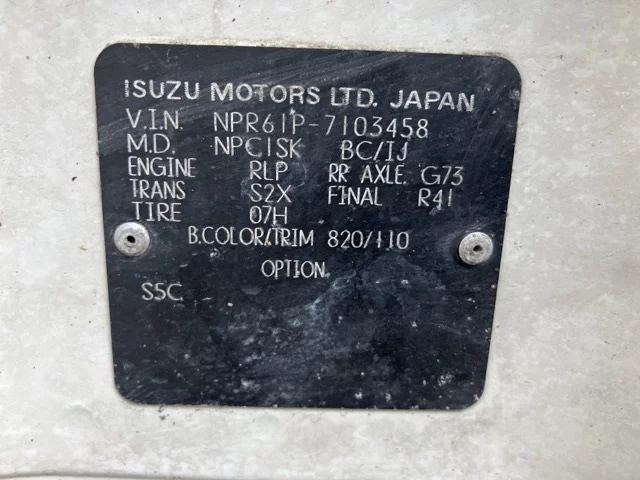 ISUZU MOTORS LTD. JAPAN
V.I.N. NPR61P-7103458
M.D. NPC1SK BC/IJ
ENGINE RLP RR AXLE. G73
TRANS S2X FINAL R41
TIRE 07H
B.COLOR/TRIM 820/110
OPTION
S5C